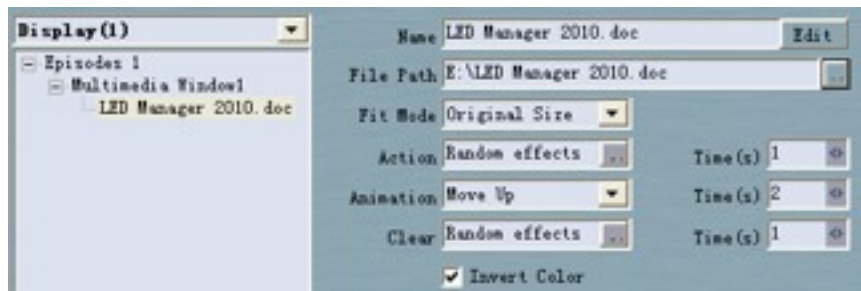 Display(1)
Episodes 1
Multimedia Window1
LED Manager 2010.doc
Name LED Manager 2010.doc Edit
File Path E:\LED Manager 2010.doc ..
Fit Mode Original Size
Action Random effects .. Time(s) 1
Animation Move Up Time(s) 2
Clear Random effects .. Time(s) 1
Invert Color